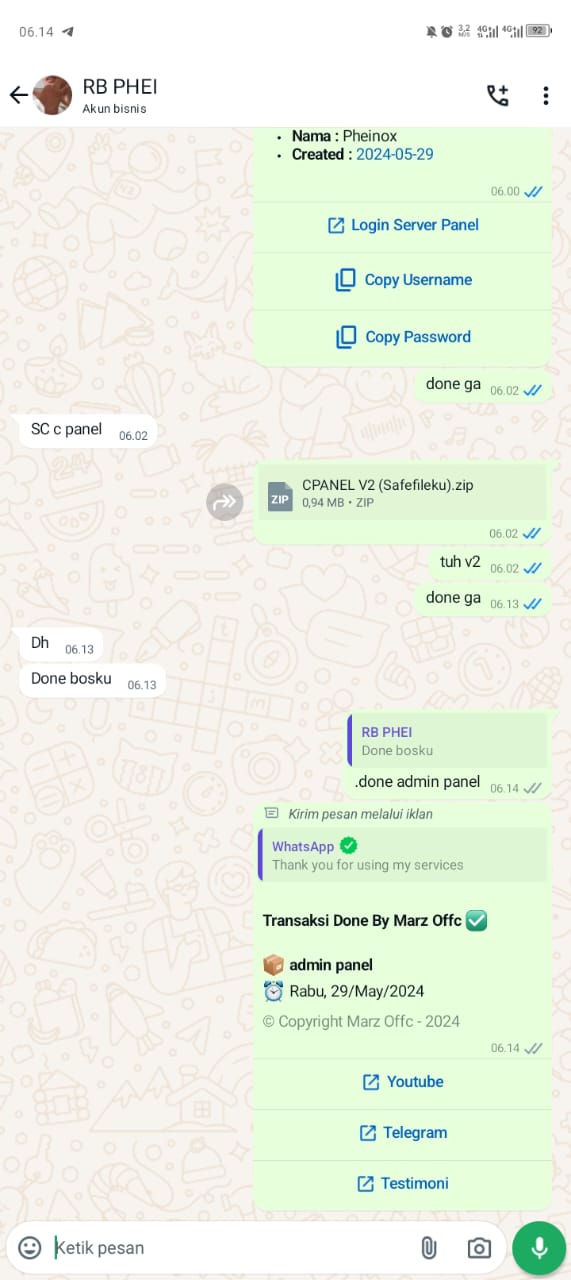 06.14
3,2
M/S
4G
4G
92
RB PHEI
Akun bisnis
• Nama : Pheinox
• Created : 2024-05-29
06.00
Login Server Panel
Copy Username
Copy Password
done ga 06.02
SC c panel 06.02
ZIP
CPANEL V2 (Safefileku).zip
0,94 MB • ZIP
06.02
tuh v2 06.02
done ga 06.13
Dh 06.13
Done bosku 06.13
RB PHEI
Done bosku
.done admin panel 06.14
Kirim pesan melalui iklan
WhatsApp
Thank you for using my services
Transaksi Done By Marz Offc ✅
📦 admin panel
⏰ Rabu, 29/May/2024
© Copyright Marz Offc - 2024
06.14
Youtube
Telegram
Testimoni
Ketik pesan